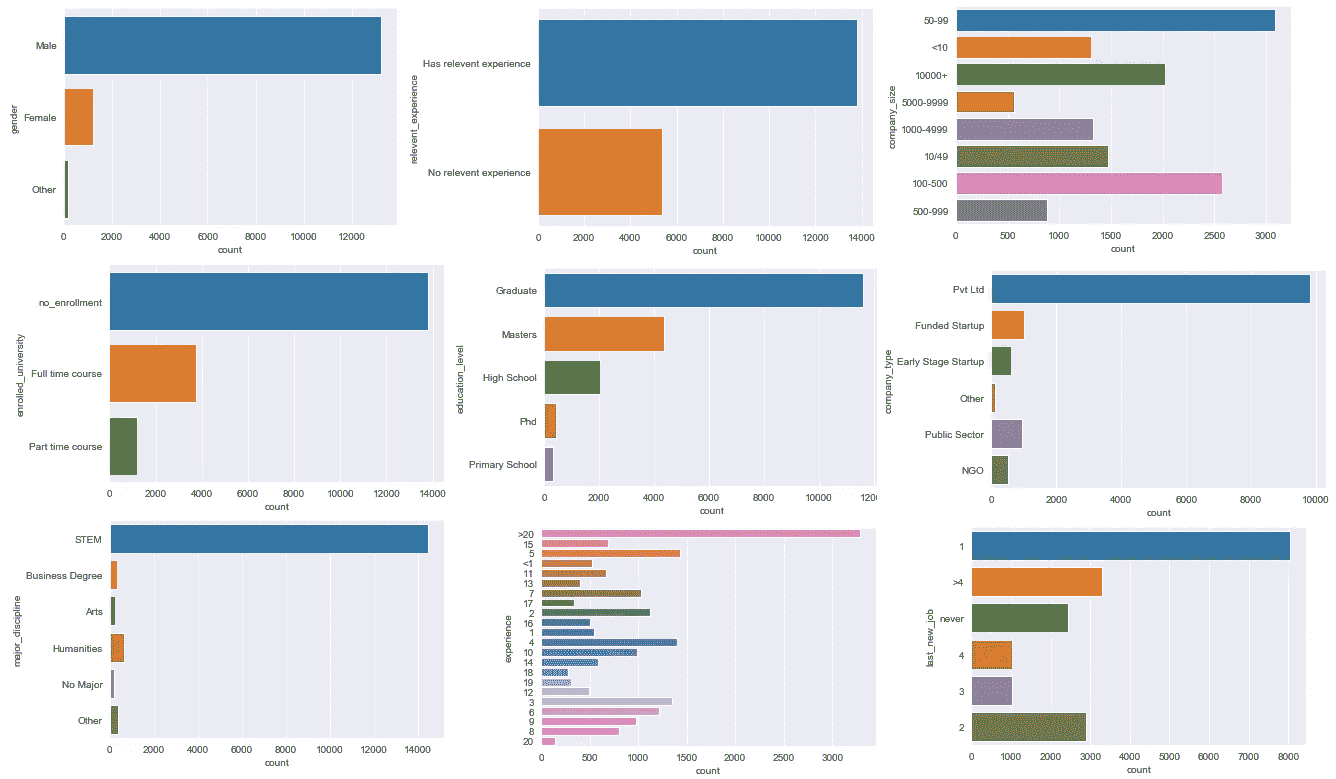 gender
Male
Female
Other
0 2000 4000 6000 8000 10000 12000
count
relevent_experience
Has relevent experience
No relevent experience
0 2000 4000 6000 8000 10000 12000 14000
count
company_size
50-99
<10
10000+
5000-9999
1000-4999
10/49
100-500
500-999
0 500 1000 1500 2000 2500 3000
count
enrolled_university
no_enrollment
Full time course
Part time course
0 2000 4000 6000 8000 10000 12000 14000
count
education_level
Graduate
Masters
High School
Phd
Primary School
0 2000 4000 6000 8000 10000 1200
count
company_type
Pvt Ltd
Funded Startup
Early Stage Startup
Other
Public Sector
NGO
0 2000 4000 6000 8000 10000
count
major_discipline
STEM
Business Degree
Arts
Humanities
No Major
Other
0 2000 4000 6000 8000 10000 12000 14000
count
experience
>20
15
5
<1
11
13
7
17
2
16
1
4
10
14
18
19
12
3
6
9
8
20
0 500 1000 1500 2000 2500 3000
count
last_new_job
1
>4
never
4
3
2
0 1000 2000 3000 4000 5000 6000 7000 8000
count